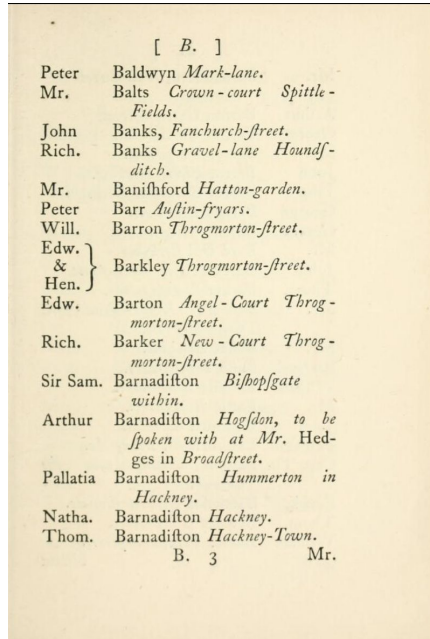 [ B. ]
Peter Baldwyn Mark-lane.
Mr. Balts Crown-court Spittle-
Fields.
John Banks, Fanchurch-ſtreet.
Rich. Banks Gravel-lane Houndſ-
ditch.
Mr. Baniſhford Hatton-garden.
Peter Barr Auſtin-fryars.
Will. Barron Throgmorton-ſtreet.
Edw.
& } Barkley Throgmorton-ſtreet.
Hen.
Edw. Barton Angel-Court Throg-
morton-ſtreet.
Rich. Barker New-Court Throg-
morton-ſtreet.
Sir Sam. Barnadiſton Biſhopſgate
within.
Arthur Barnadiſton Hogſdon, to be
ſpoken with at Mr. Hed-
ges in Broadſtreet.
Pallatia Barnadiſton Hummerton in
Hackney.
Natha. Barnadiſton Hackney.
Thom. Barnadiſton Hackney-Town.
B. 3 Mr.